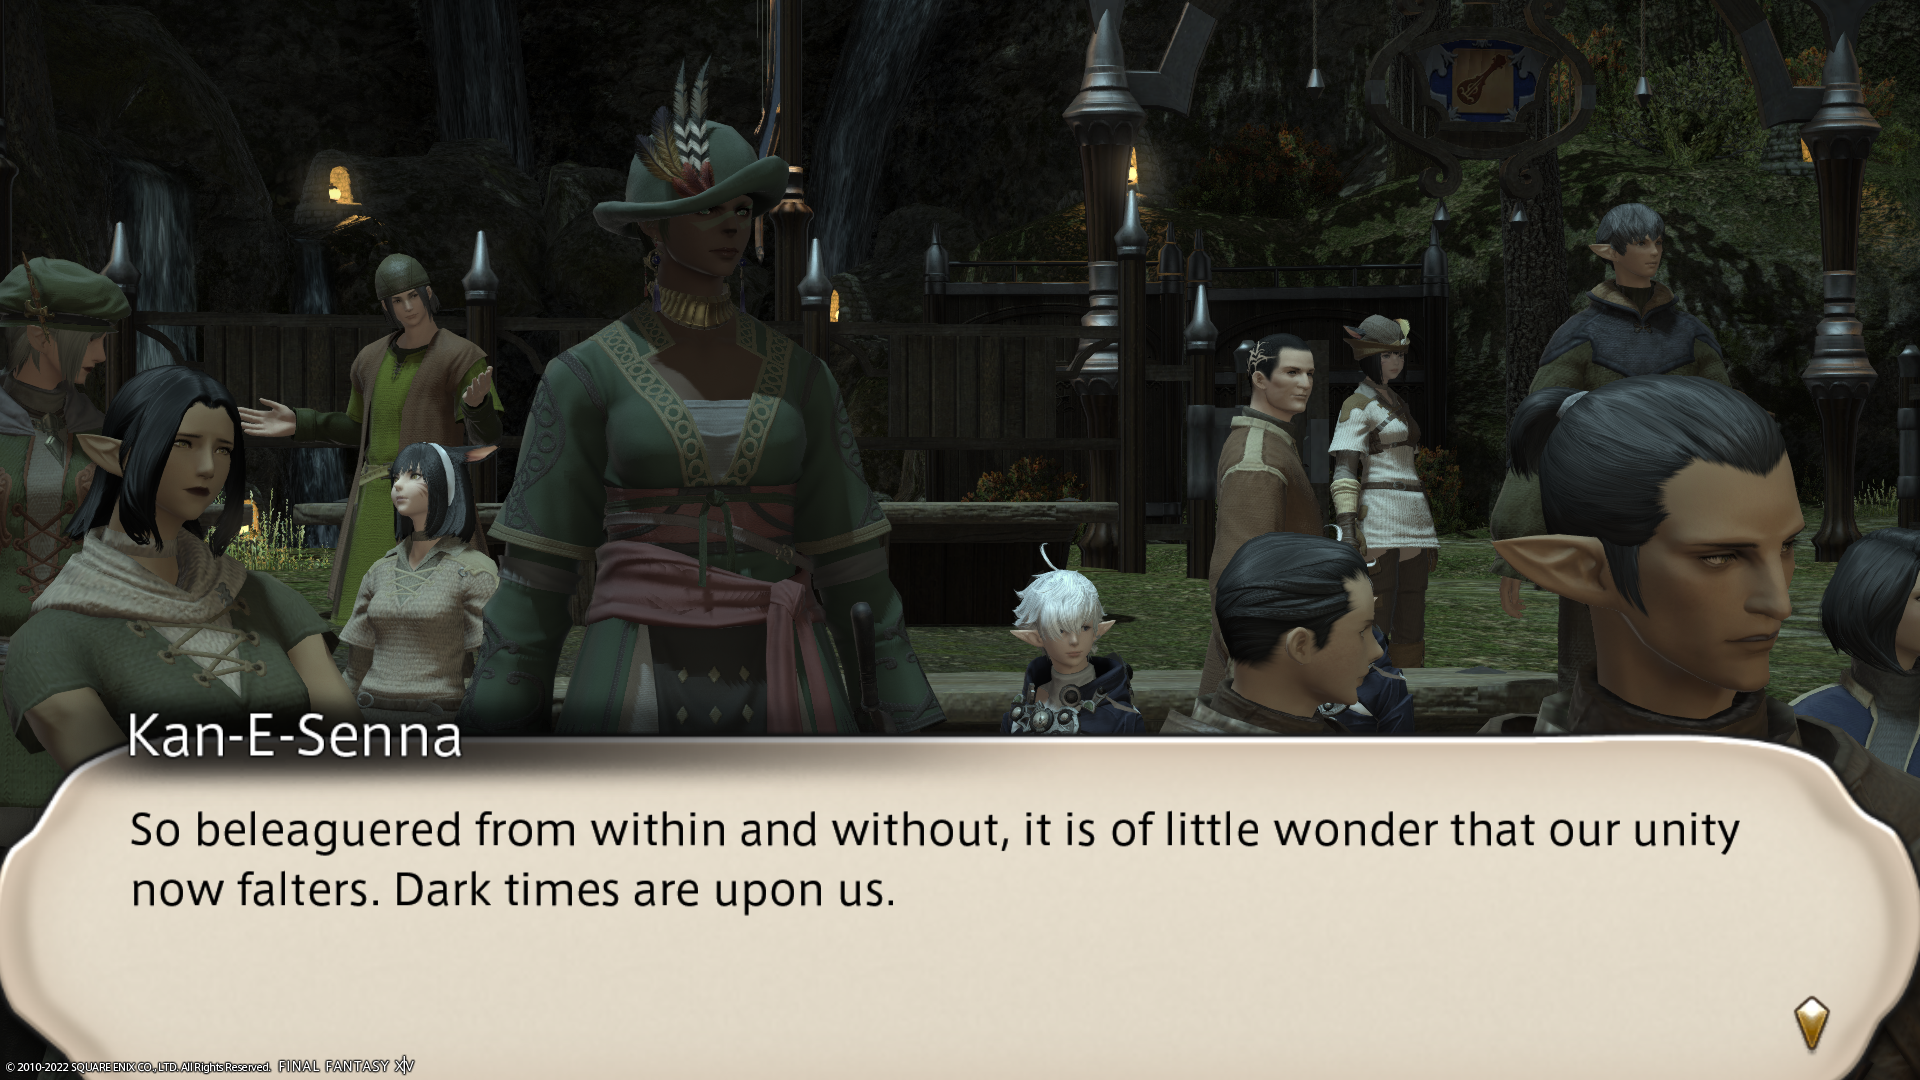 Kan-E-Senna
So beleaguered from within and without, it is of little wonder that our unity
now falters. Dark times are upon us.
© 2010-2022 SQUARE ENIX CO., LTD. All Rights Reserved. FINAL FANTASY XIV